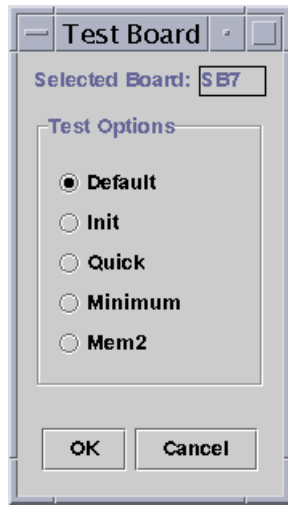 Test Board
Selected Board: SB7
Test Options
Default
Init
Quick
Minimum
Mem2
OK Cancel